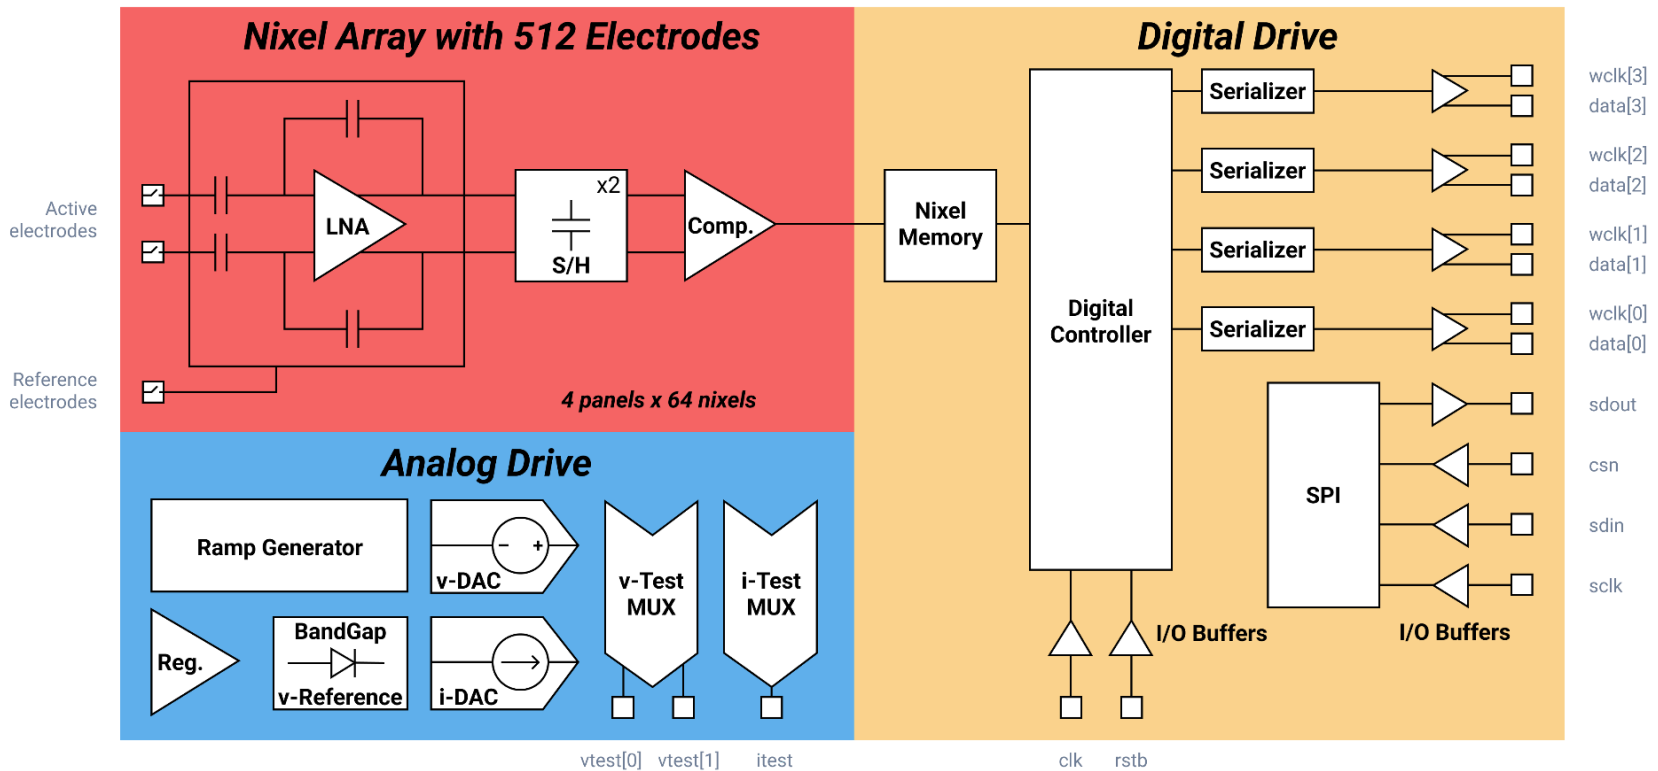 Nixel Array with 512 Electrodes
Active
electrodes
Reference
electrodes
LNA
x2
S/H
Comp.
4 panels x 64 nixels
Analog Drive
Ramp Generator
- +
v-DAC
Reg.
BandGap
v-Reference
i-DAC
v-Test
MUX
i-Test
MUX
vtest[0]
vtest[1]
itest
Digital Drive
Nixel
Memory
Digital
Controller
Serializer
wclk[3]
data[3]
Serializer
wclk[2]
data[2]
Serializer
wclk[1]
data[1]
Serializer
wclk[0]
data[0]
SPI
sdout
csn
sdin
sclk
I/O Buffers
I/O Buffers
clk
rstb